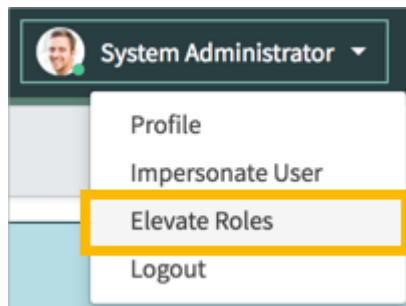 System Administrator
Profile
Impersonate User
Elevate Roles
Logout